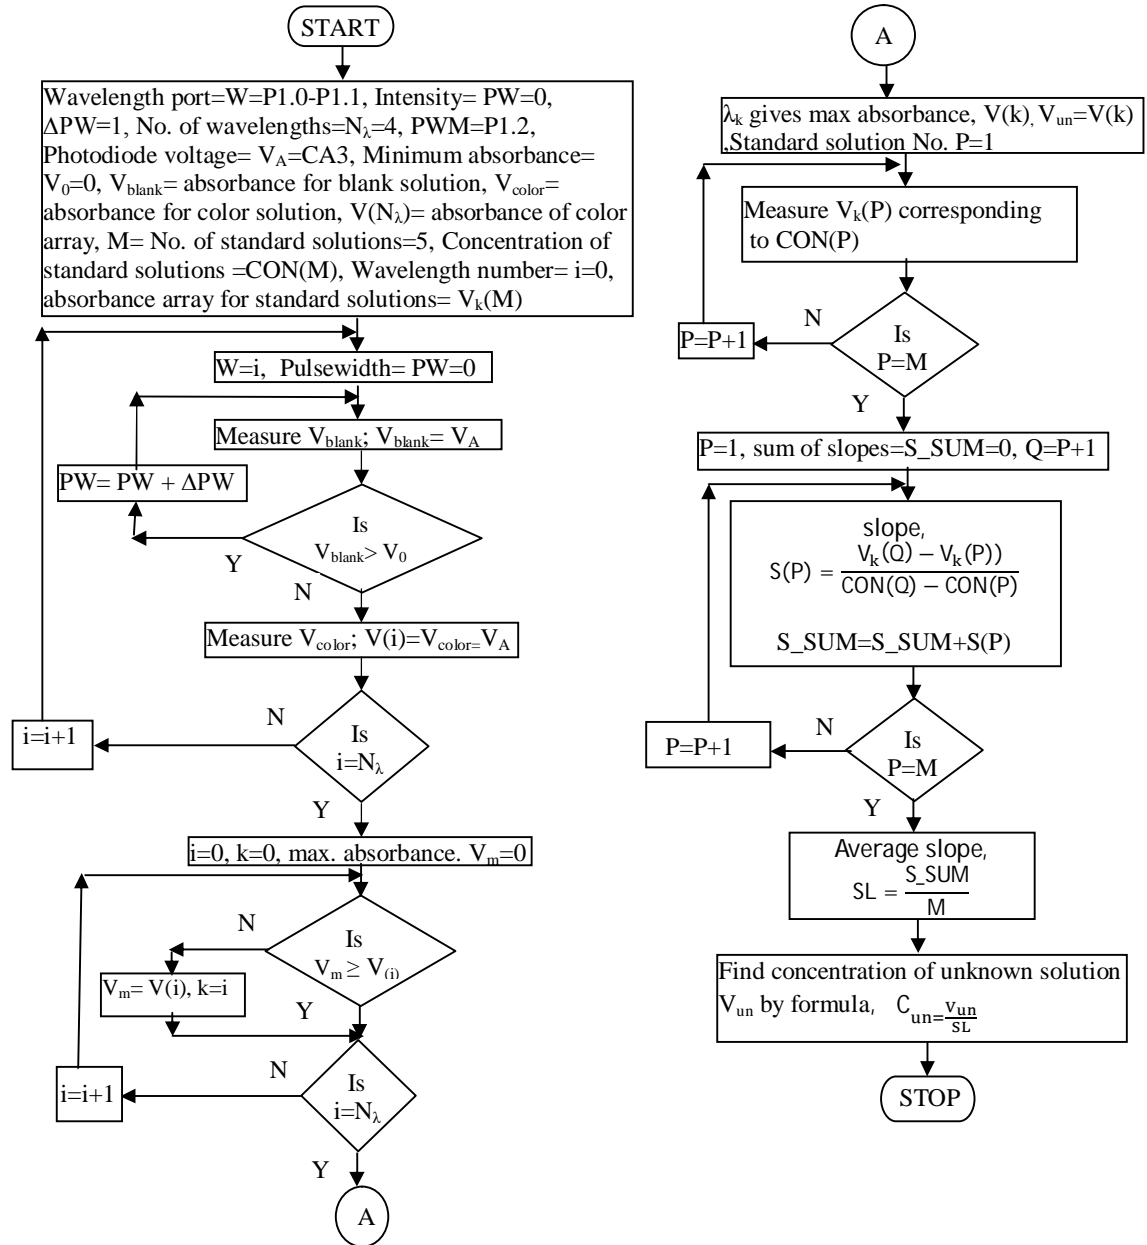 START
Wavelength port=W=P1.0-P1.1, Intensity= PW=0,
ΔPW=1, No. of wavelengths=Nλ=4, PWM=P1.2,
Photodiode voltage= VA=CA3, Minimum absorbance=
V0=0, Vblank= absorbance for blank solution, Vcolor=
absorbance for color solution, V(Nλ)= absorbance of color
array, M= No. of standard solutions=5, Concentration of
standard solutions =CON(M), Wavelength number= i=0,
absorbance array for standard solutions= Vk(M)
W=i, Pulsewidth= PW=0
Measure Vblank; Vblank= VA
PW= PW + ΔPW
Is
Vblank> V0
Y
N
Measure Vcolor; V(i)=Vcolor=VA
N
i=i+1
Is
i=Nλ
Y
i=0, k=0, max. absorbance. Vm=0
N
Is
Vm ≥ V(i)
Vm= V(i), k=i
Y
N
i=i+1
Is
i=Nλ
Y
A
A
λk gives max absorbance, V(k), Vun=V(k)
,Standard solution No. P=1
Measure Vk(P) corresponding
to CON(P)
N
P=P+1
Is
P=M
Y
P=1, sum of slopes=S_SUM=0, Q=P+1
slope,
S(P) = Vk(Q) − Vk(P))
CON(Q) − CON(P)
S_SUM=S_SUM+S(P)
N
P=P+1
Is
P=M
Y
Average slope,
SL = S_SUM
M
Find concentration of unknown solution
Vun by formula, Cun=Vun
SL
STOP